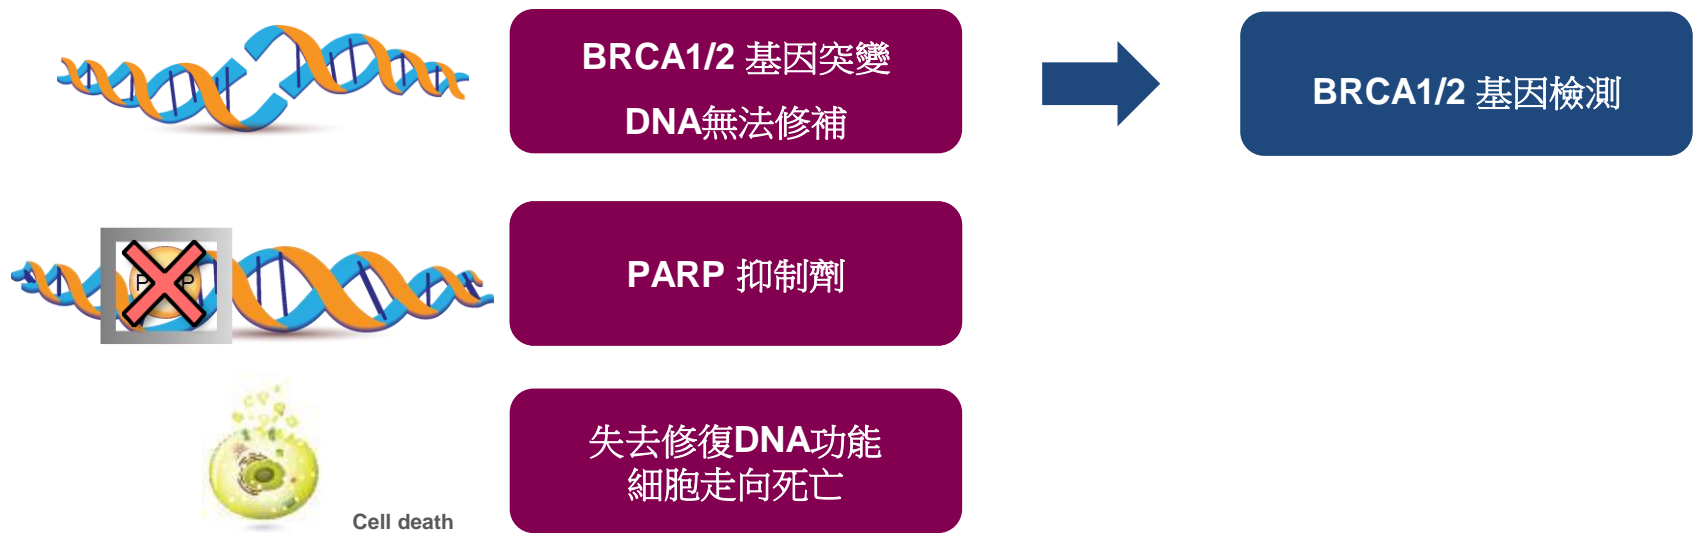 BRCA1/2 基因突變
DNA無法修補
BRCA1/2 基因檢測
PARP 抑制劑
失去修復DNA功能
細胞走向死亡
Cell death